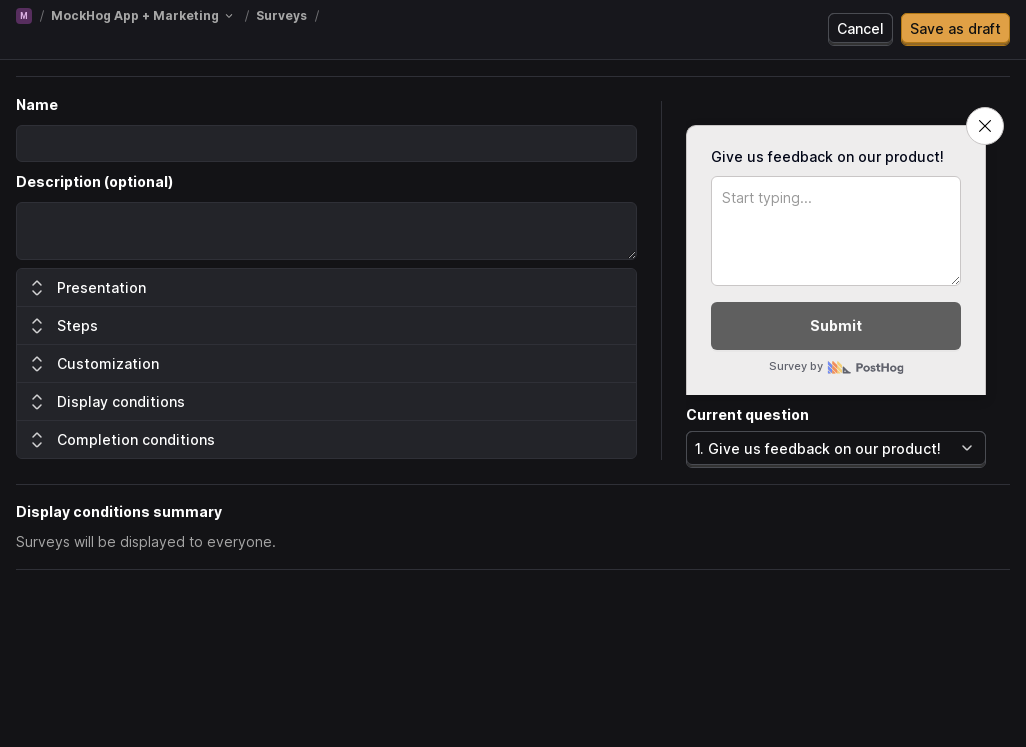 M / MockHog App + Marketing / Surveys /
Cancel
Save as draft
Name
Description (optional)
Presentation
Steps
Customization
Display conditions
Completion conditions
Give us feedback on our product!
Start typing...
Submit
Survey by PostHog
Current question
1. Give us feedback on our product!
Display conditions summary
Surveys will be displayed to everyone.